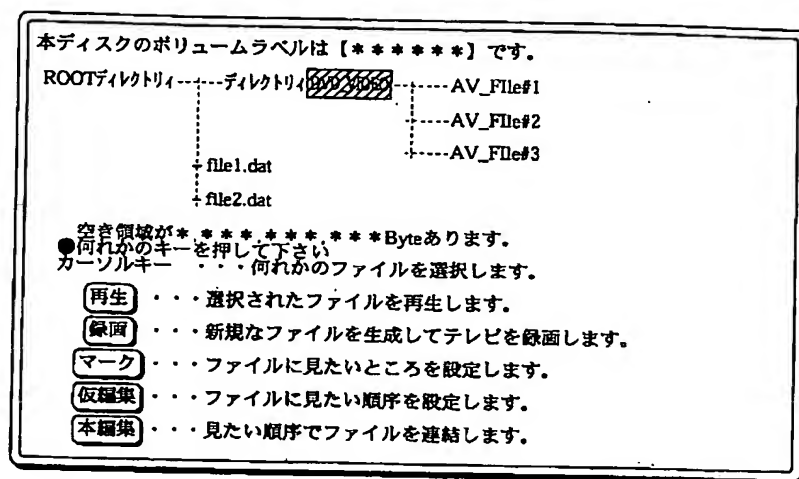 本ディスクのボリュームラベルは【******】です。
ROOTディレクトリィ ディレクトリィ AV_FIle#1
AV_FIle#2
AV_FIle#3
file1.dat
file2.dat
空き領域が*,***,***,***Byteあります。
●何れかのキーを押して下さい
カーソルキー ・・・何れかのファイルを選択します。
再生 ・・・選択されたファイルを再生します。
録画 ・・・新規なファイルを生成してテレビを録画します。
マーク ・・・ファイルに見たいところを設定します。
仮編集 ・・・ファイルに見たい順序を設定します。
本編集 ・・・見たい順序でファイルを連結します。